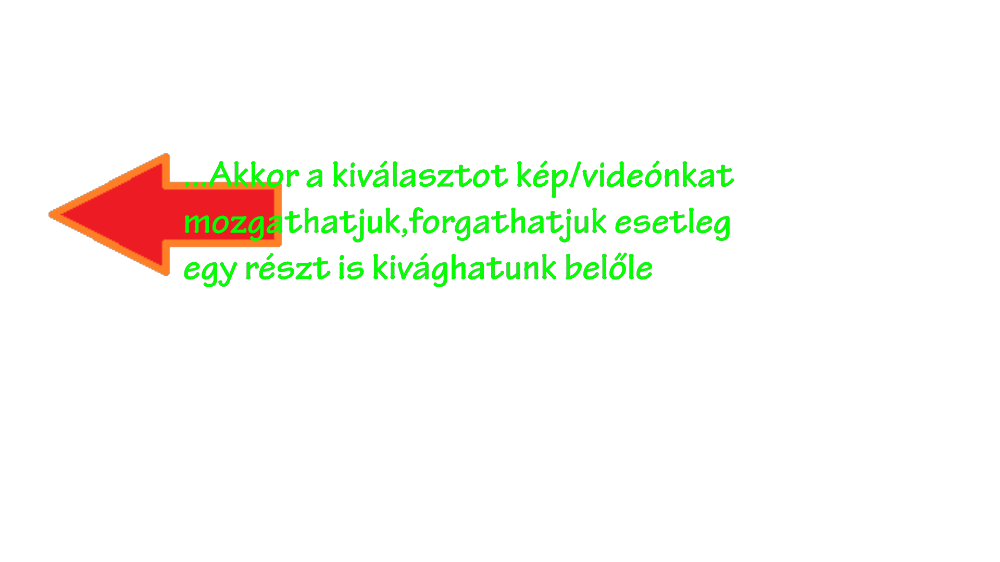 ...Akkor a kiválasztot kép/videónkat
mozgathatjuk,forgathatjuk esetleg
egy részt is kivághatunk belőle